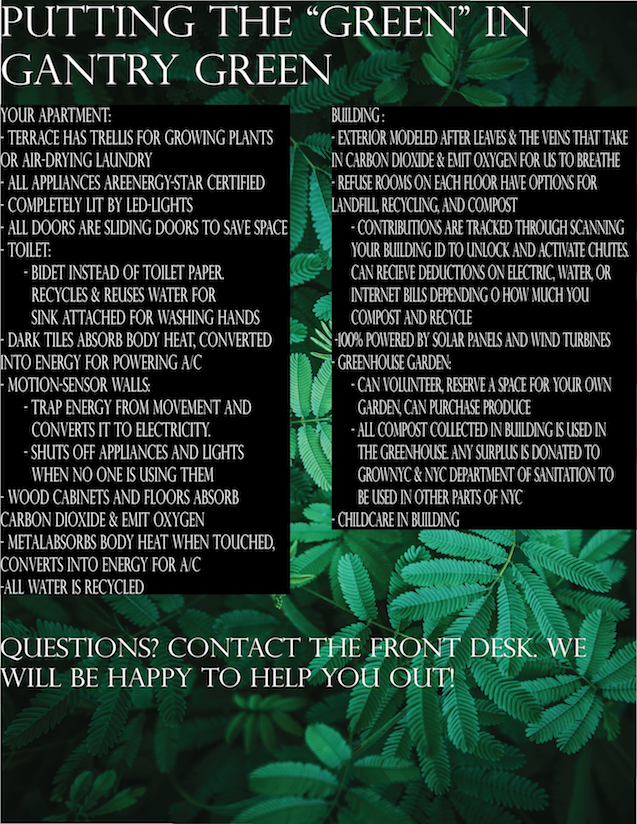 PUTTING THE “GREEN” IN
GANTRY GREEN
YOUR APARTMENT:
- TERRACE HAS TRELLIS FOR GROWING PLANTS
OR AIR-DRYING LAUNDRY
- ALL APPLIANCES AREENERGY-STAR CERTIFIED
- COMPLETELY LIT BY LED-LIGHTS
- ALL DOORS ARE SLIDING DOORS TO SAVE SPACE
- TOILET:
- BIDET INSTEAD OF TOILET PAPER.
RECYCLES & REUSES WATER FOR
SINK ATTACHED FOR WASHING HANDS
- DARK TILES ABSORB BODY HEAT, CONVERTED
INTO ENERGY FOR POWERING A/C
- MOTION-SENSOR WALLS:
- TRAP ENERGY FROM MOVEMENT AND
CONVERTS IT TO ELECTRICITY.
- SHUTS OFF APPLIANCES AND LIGHTS
WHEN NO ONE IS USING THEM
- WOOD CABINETS AND FLOORS ABSORB
CARBON DIOXIDE & EMIT OXYGEN
- METALABSORBS BODY HEAT WHEN TOUCHED,
CONVERTS INTO ENERGY FOR A/C
-ALL WATER IS RECYCLED
BUILDING :
- EXTERIOR MODELED AFTER LEAVES & THE VEINS THAT TAKE
IN CARBON DIOXIDE & EMIT OXYGEN FOR US TO BREATHE
- REFUSE ROOMS ON EACH FLOOR HAVE OPTIONS FOR
LANDFILL, RECYCLING, AND COMPOST
- CONTRIBUTIONS ARE TRACKED THROUGH SCANNING
YOUR BUILDING ID TO UNLOCK AND ACTIVATE CHUTES.
CAN RECIEVE DEDUCTIONS ON ELECTRIC, WATER, OR
INTERNET BILLS DEPENDING O HOW MUCH YOU
COMPOST AND RECYCLE
-100% POWERED BY SOLAR PANELS AND WIND TURBINES
- GREENHOUSE GARDEN:
- CAN VOLUNTEER, RESERVE A SPACE FOR YOUR OWN
GARDEN, CAN PURCHASE PRODUCE
- ALL COMPOST COLLECTED IN BUILDING IS USED IN
THE GREENHOUSE. ANY SURPLUS IS DONATED TO
GROWNYC & NYC DEPARTMENT OF SANITATION TO
BE USED IN OTHER PARTS OF NYC
- CHILDCARE IN BUILDING
QUESTIONS? CONTACT THE FRONT DESK. WE
WILL BE HAPPY TO HELP YOU OUT!